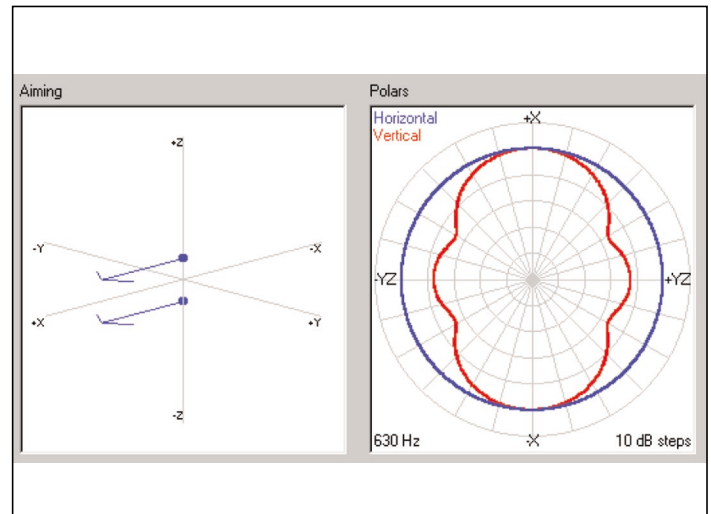 Aiming
+Z
-Y
-X
+X
+Y
-Z
Polars
Horizontal
Vertical
+X
-YZ
+YZ
630 Hz
-X
10 dB steps